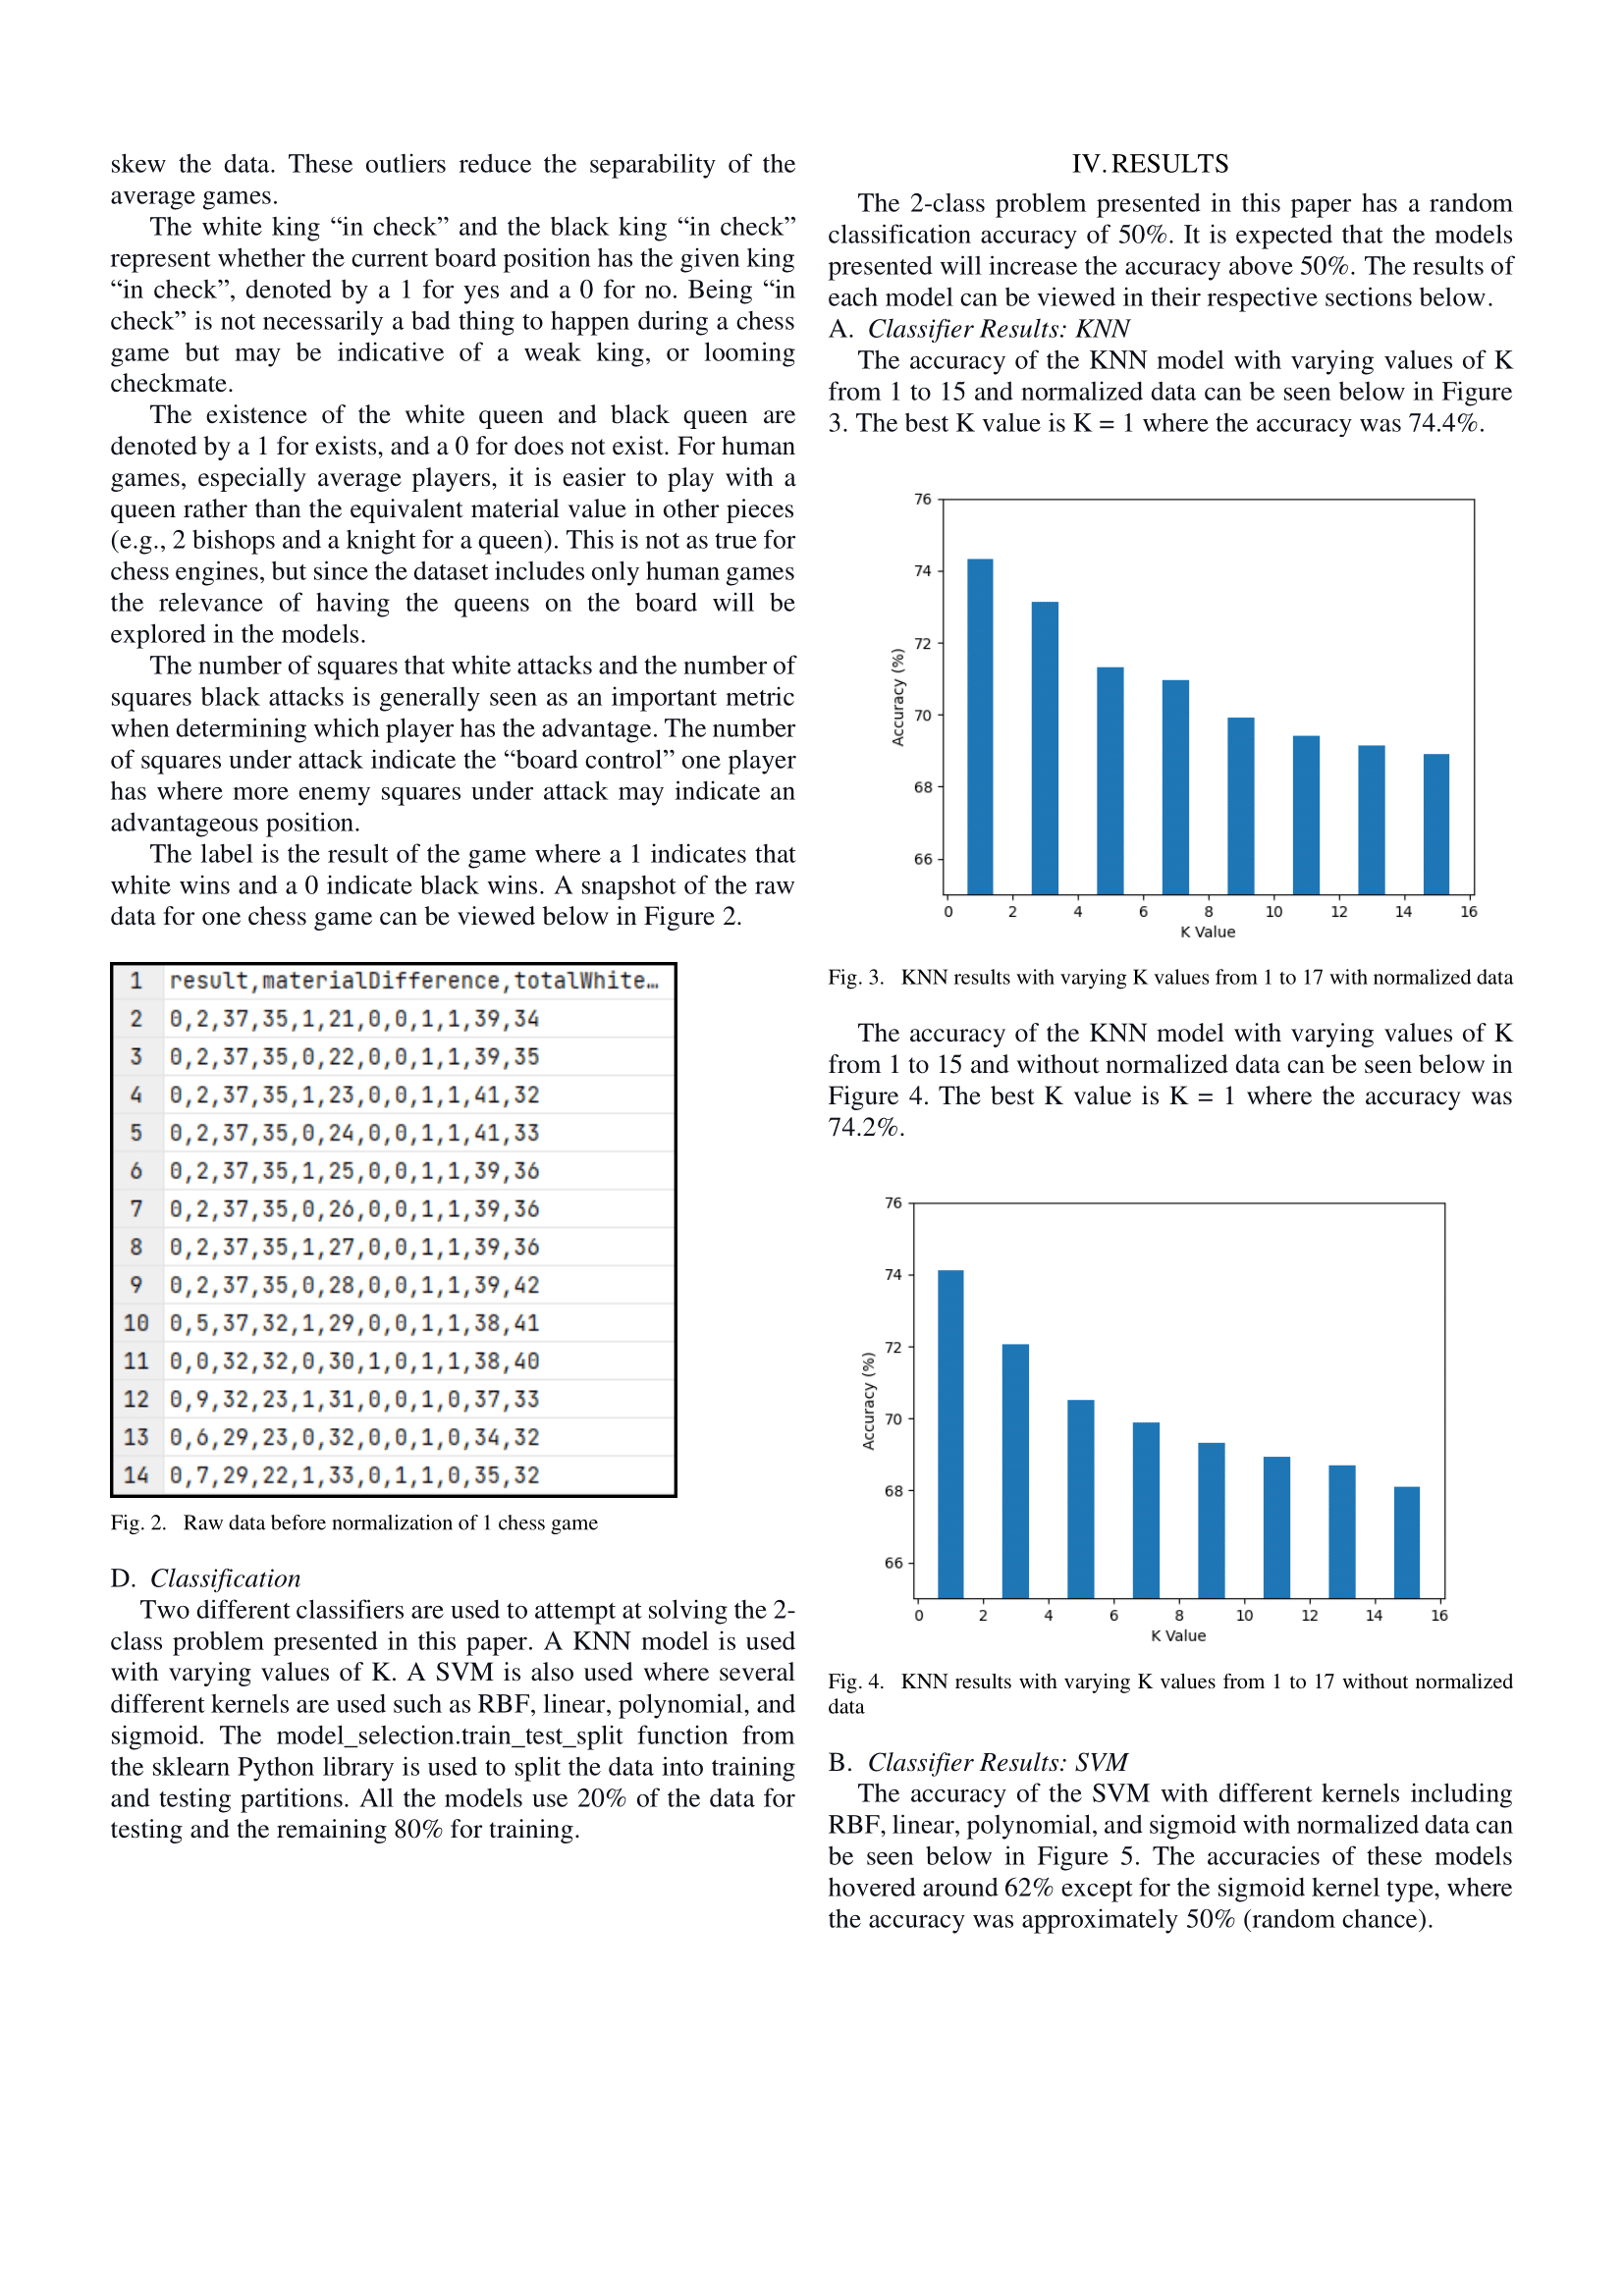 skew the data. These outliers reduce the separability of the
average games.
The white king “in check” and the black king “in check”
represent whether the current board position has the given king
“in check”, denoted by a 1 for yes and a 0 for no. Being “in
check” is not necessarily a bad thing to happen during a chess
game but may be indicative of a weak king, or looming
checkmate.
The existence of the white queen and black queen are
denoted by a 1 for exists, and a 0 for does not exist. For human
games, especially average players, it is easier to play with a
queen rather than the equivalent material value in other pieces
(e.g., 2 bishops and a knight for a queen). This is not as true for
chess engines, but since the dataset includes only human games
the relevance of having the queens on the board will be
explored in the models.
The number of squares that white attacks and the number of
squares black attacks is generally seen as an important metric
when determining which player has the advantage. The number
of squares under attack indicate the “board control” one player
has where more enemy squares under attack may indicate an
advantageous position.
The label is the result of the game where a 1 indicates that
white wins and a 0 indicate black wins. A snapshot of the raw
data for one chess game can be viewed below in Figure 2.
1 result,materialDifference,totalWhite…
2 0,2,37,35,1,21,0,0,1,1,39,34
3 0,2,37,35,0,22,0,0,1,1,39,35
4 0,2,37,35,1,23,0,0,1,1,41,32
5 0,2,37,35,0,24,0,0,1,1,41,33
6 0,2,37,35,1,25,0,0,1,1,39,36
7 0,2,37,35,0,26,0,0,1,1,39,36
8 0,2,37,35,1,27,0,0,1,1,39,36
9 0,2,37,35,0,28,0,0,1,1,39,42
10 0,5,37,32,1,29,0,0,1,1,38,41
11 0,0,32,32,0,30,1,0,1,1,38,40
12 0,9,32,23,1,31,0,0,1,0,37,33
13 0,6,29,23,0,32,0,0,1,0,34,32
14 0,7,29,22,1,33,0,1,1,0,35,32
Fig. 2. Raw data before normalization of 1 chess game
D. Classification
Two different classifiers are used to attempt at solving the 2-
class problem presented in this paper. A KNN model is used
with varying values of K. A SVM is also used where several
different kernels are used such as RBF, linear, polynomial, and
sigmoid. The model_selection.train_test_split function from
the sklearn Python library is used to split the data into training
and testing partitions. All the models use 20% of the data for
testing and the remaining 80% for training.
IV. RESULTS
The 2-class problem presented in this paper has a random
classification accuracy of 50%. It is expected that the models
presented will increase the accuracy above 50%. The results of
each model can be viewed in their respective sections below.
A. Classifier Results: KNN
The accuracy of the KNN model with varying values of K
from 1 to 15 and normalized data can be seen below in Figure
3. The best K value is K = 1 where the accuracy was 74.4%.
76
74
72
70
68
66
Accuracy (%)
0 2 4 6 8 10 12 14 16
K Value
Fig. 3. KNN results with varying K values from 1 to 17 with normalized data
The accuracy of the KNN model with varying values of K
from 1 to 15 and without normalized data can be seen below in
Figure 4. The best K value is K = 1 where the accuracy was
74.2%.
76
74
72
70
68
66
Accuracy (%)
0 2 4 6 8 10 12 14 16
K Value
Fig. 4. KNN results with varying K values from 1 to 17 without normalized
data
B. Classifier Results: SVM
The accuracy of the SVM with different kernels including
RBF, linear, polynomial, and sigmoid with normalized data can
be seen below in Figure 5. The accuracies of these models
hovered around 62% except for the sigmoid kernel type, where
the accuracy was approximately 50% (random chance).